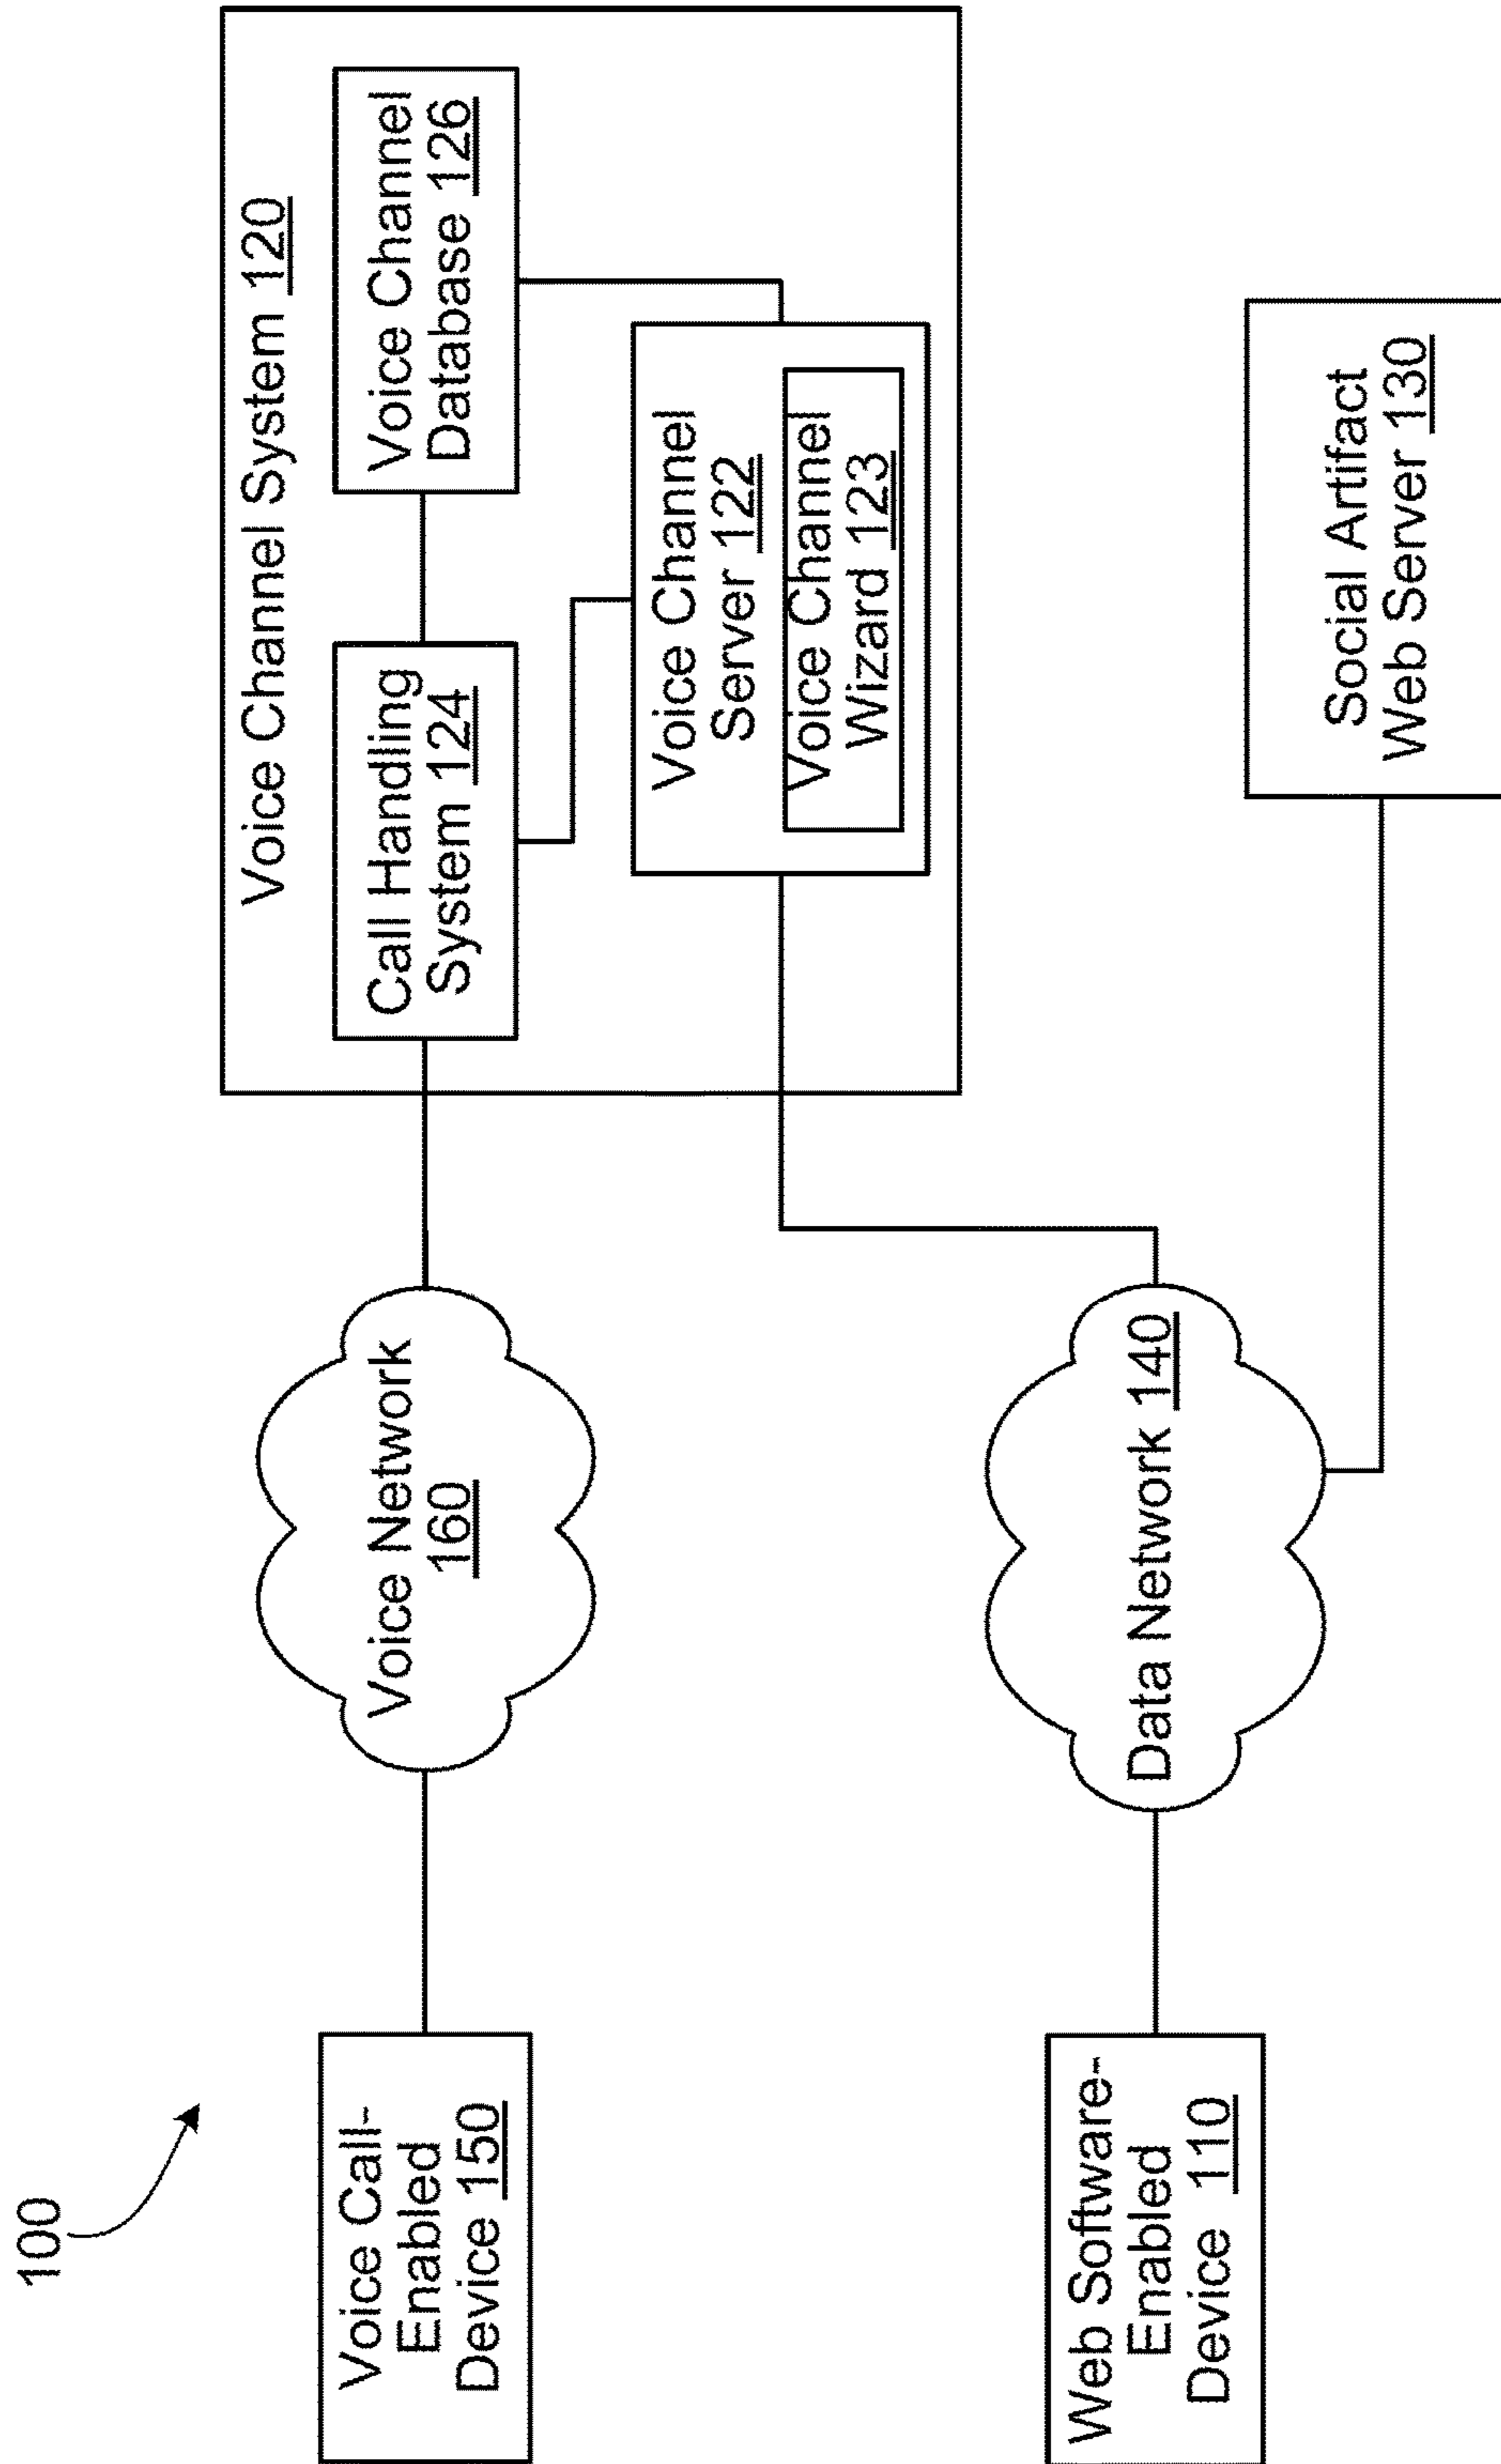 100
Voice Call-
Enabled
Device 150
Voice Network
160
Voice Channel System 120
Call Handling
System 124
Voice Channel
Database 126
Voice Channel
Server 122
Voice Channel
Wizard 123
Web Software-
Enabled
Device 110
Data Network 140
Social Artifact
Web Server 130